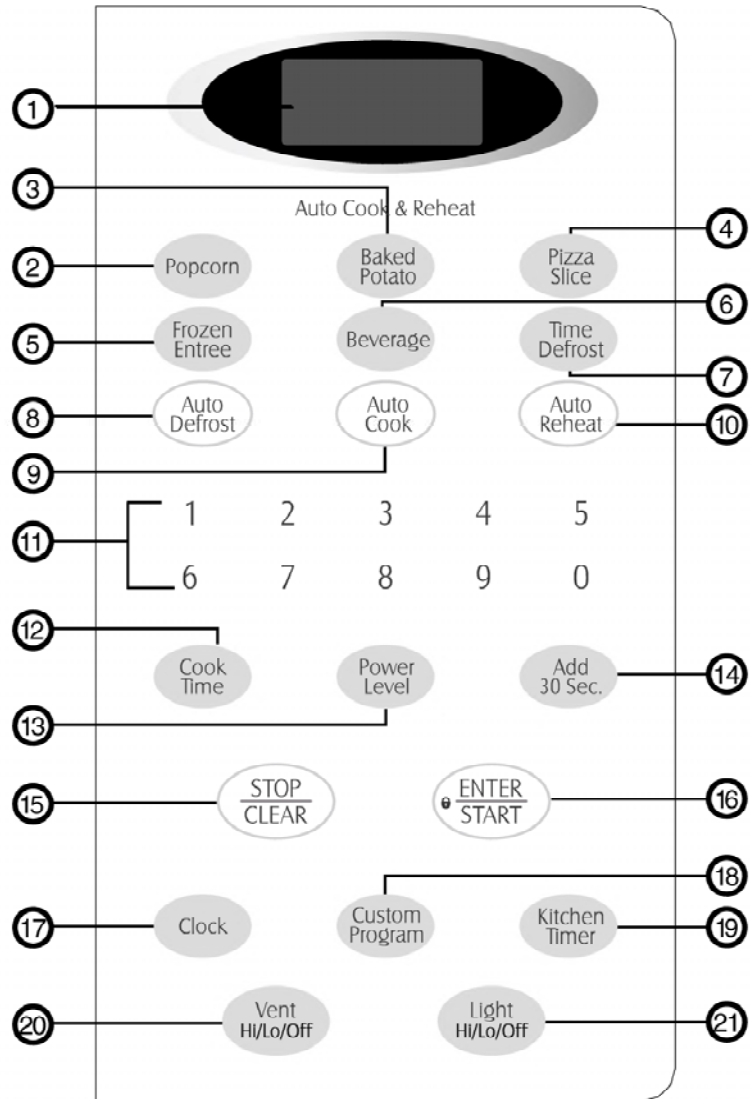 1
3
Auto Cook & Reheat
4
2
Popcorn
Baked
Potato
Pizza
Slice
6
5
Frozen
Entree
Beverage
Time
Defrost
7
8
Auto
Defrost
Auto
Cook
Auto
Reheat
10
9
11
1 2 3 4 5
6 7 8 9 0
12
Cook
Time
Power
Level
Add
30 Sec.
14
13
15
STOP
CLEAR
ENTER
START
16
18
17
Clock
Custom
Program
Kitchen
Timer
19
20
Vent
Hi/Lo/Off
Light
Hi/Lo/Off
21